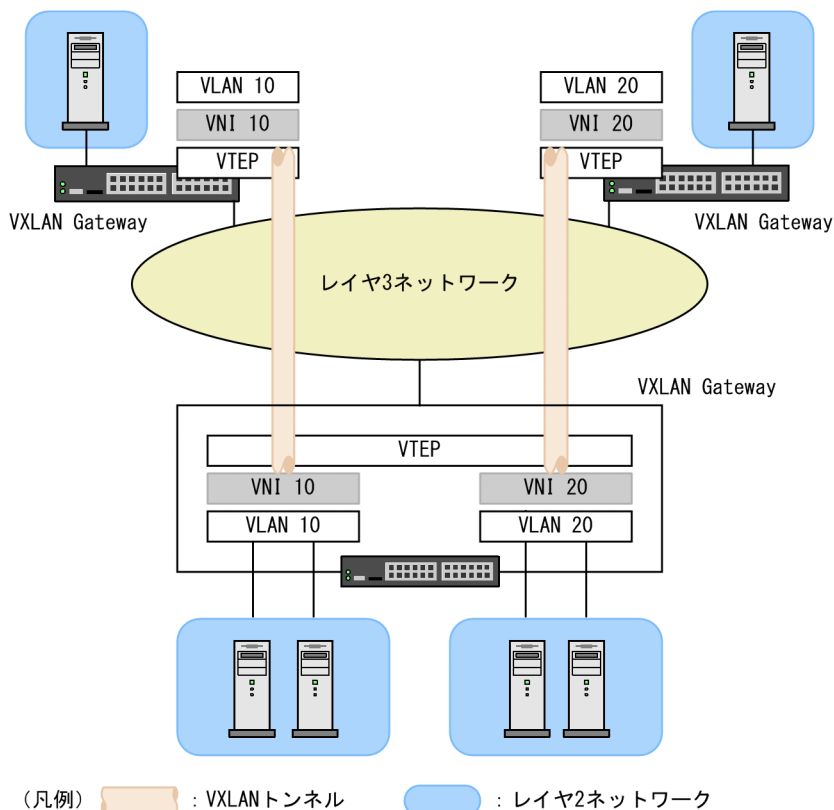 VLAN 10
VLAN 20
VNI 10
VNI 20
VTEP
VTEP
VXLAN Gateway
VXLAN Gateway
レイヤ3ネットワーク
VXLAN Gateway
VTEP
VNI 10
VNI 20
VLAN 10
VLAN 20
(凡例)
:VXLANトンネル
:レイヤ2ネットワーク